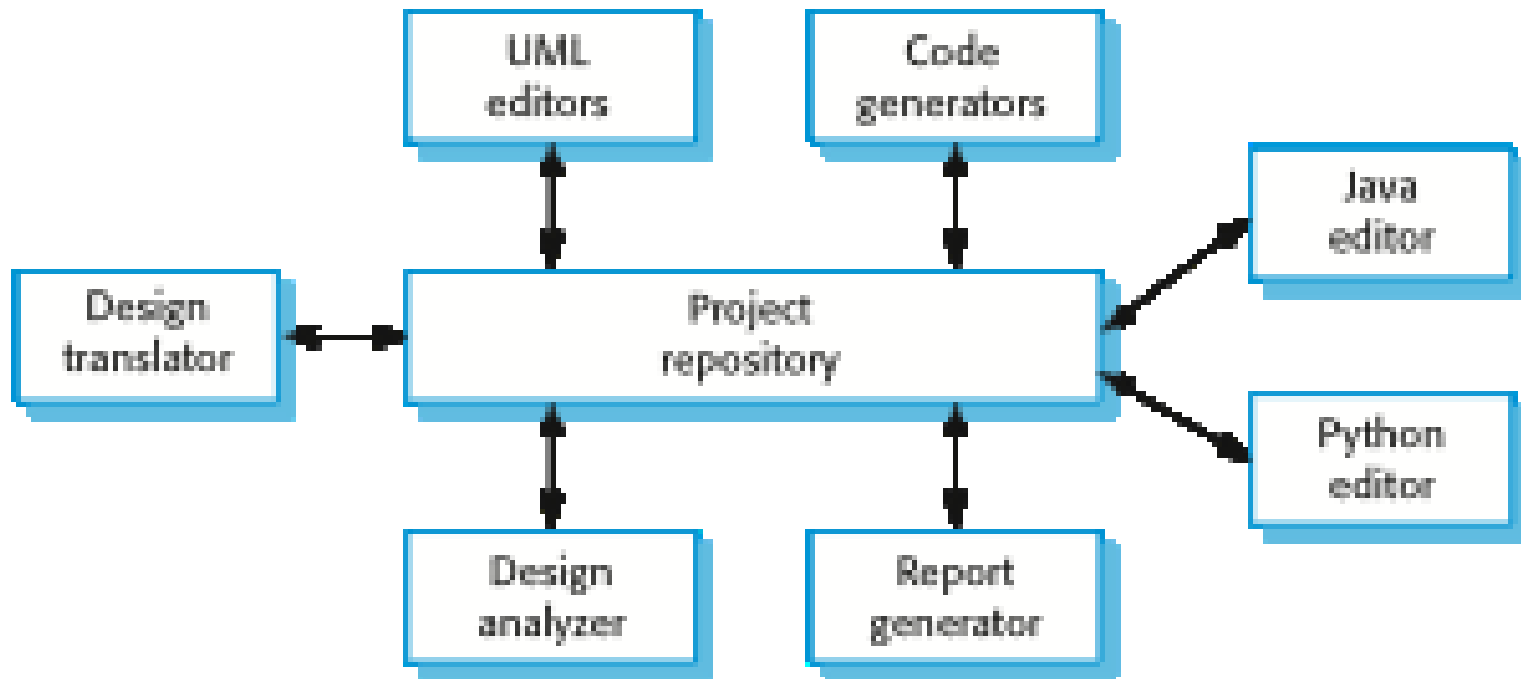 UML
editors
Code
generators
Java
editor
Design
translator
Project
repository
Python
editor
Design
analyzer
Report
generator